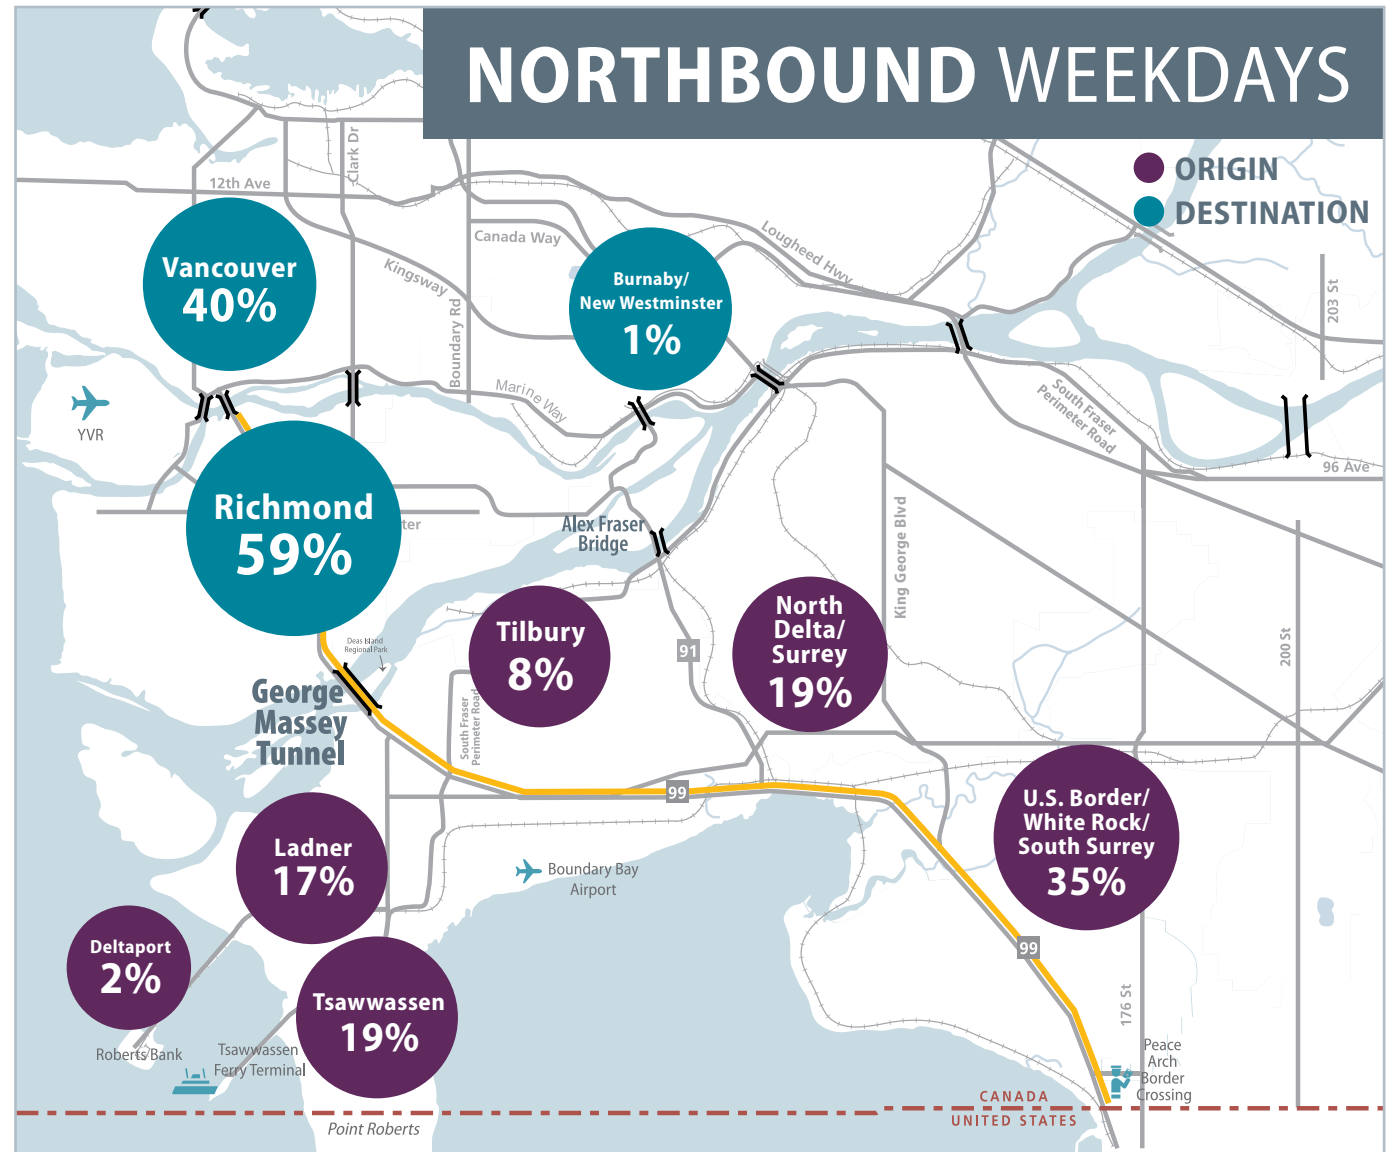 NORTHBOUND WEEKDAYS
ORIGIN
DESTINATION
Clark Dr
12th Ave
Vancouver
40%
Canada Way
Kingsway
Boundary Rd
Lougheed Hwy
Burnaby/
New Westminster
1%
203 St
Marine Way
South Fraser
Perimeter Road
YVR
96 Ave
Richmond
59%
ter
Alex Fraser
Bridge
King George Blvd
Tilbury
8%
North
Delta/
Surrey
19%
91
200 St
Deas Island
Regional Park
George
Massey
Tunnel
South Fraser
Perimeter Road
99
U.S. Border/
White Rock/
South Surrey
35%
Ladner
17%
Boundary Bay
Airport
Deltaport
2%
99
Tsawwassen
19%
176 St
Roberts Bank
Tsawwassen
Ferry Terminal
Peace
Arch
Border
Crossing
CANADA
UNITED STATES
Point Roberts